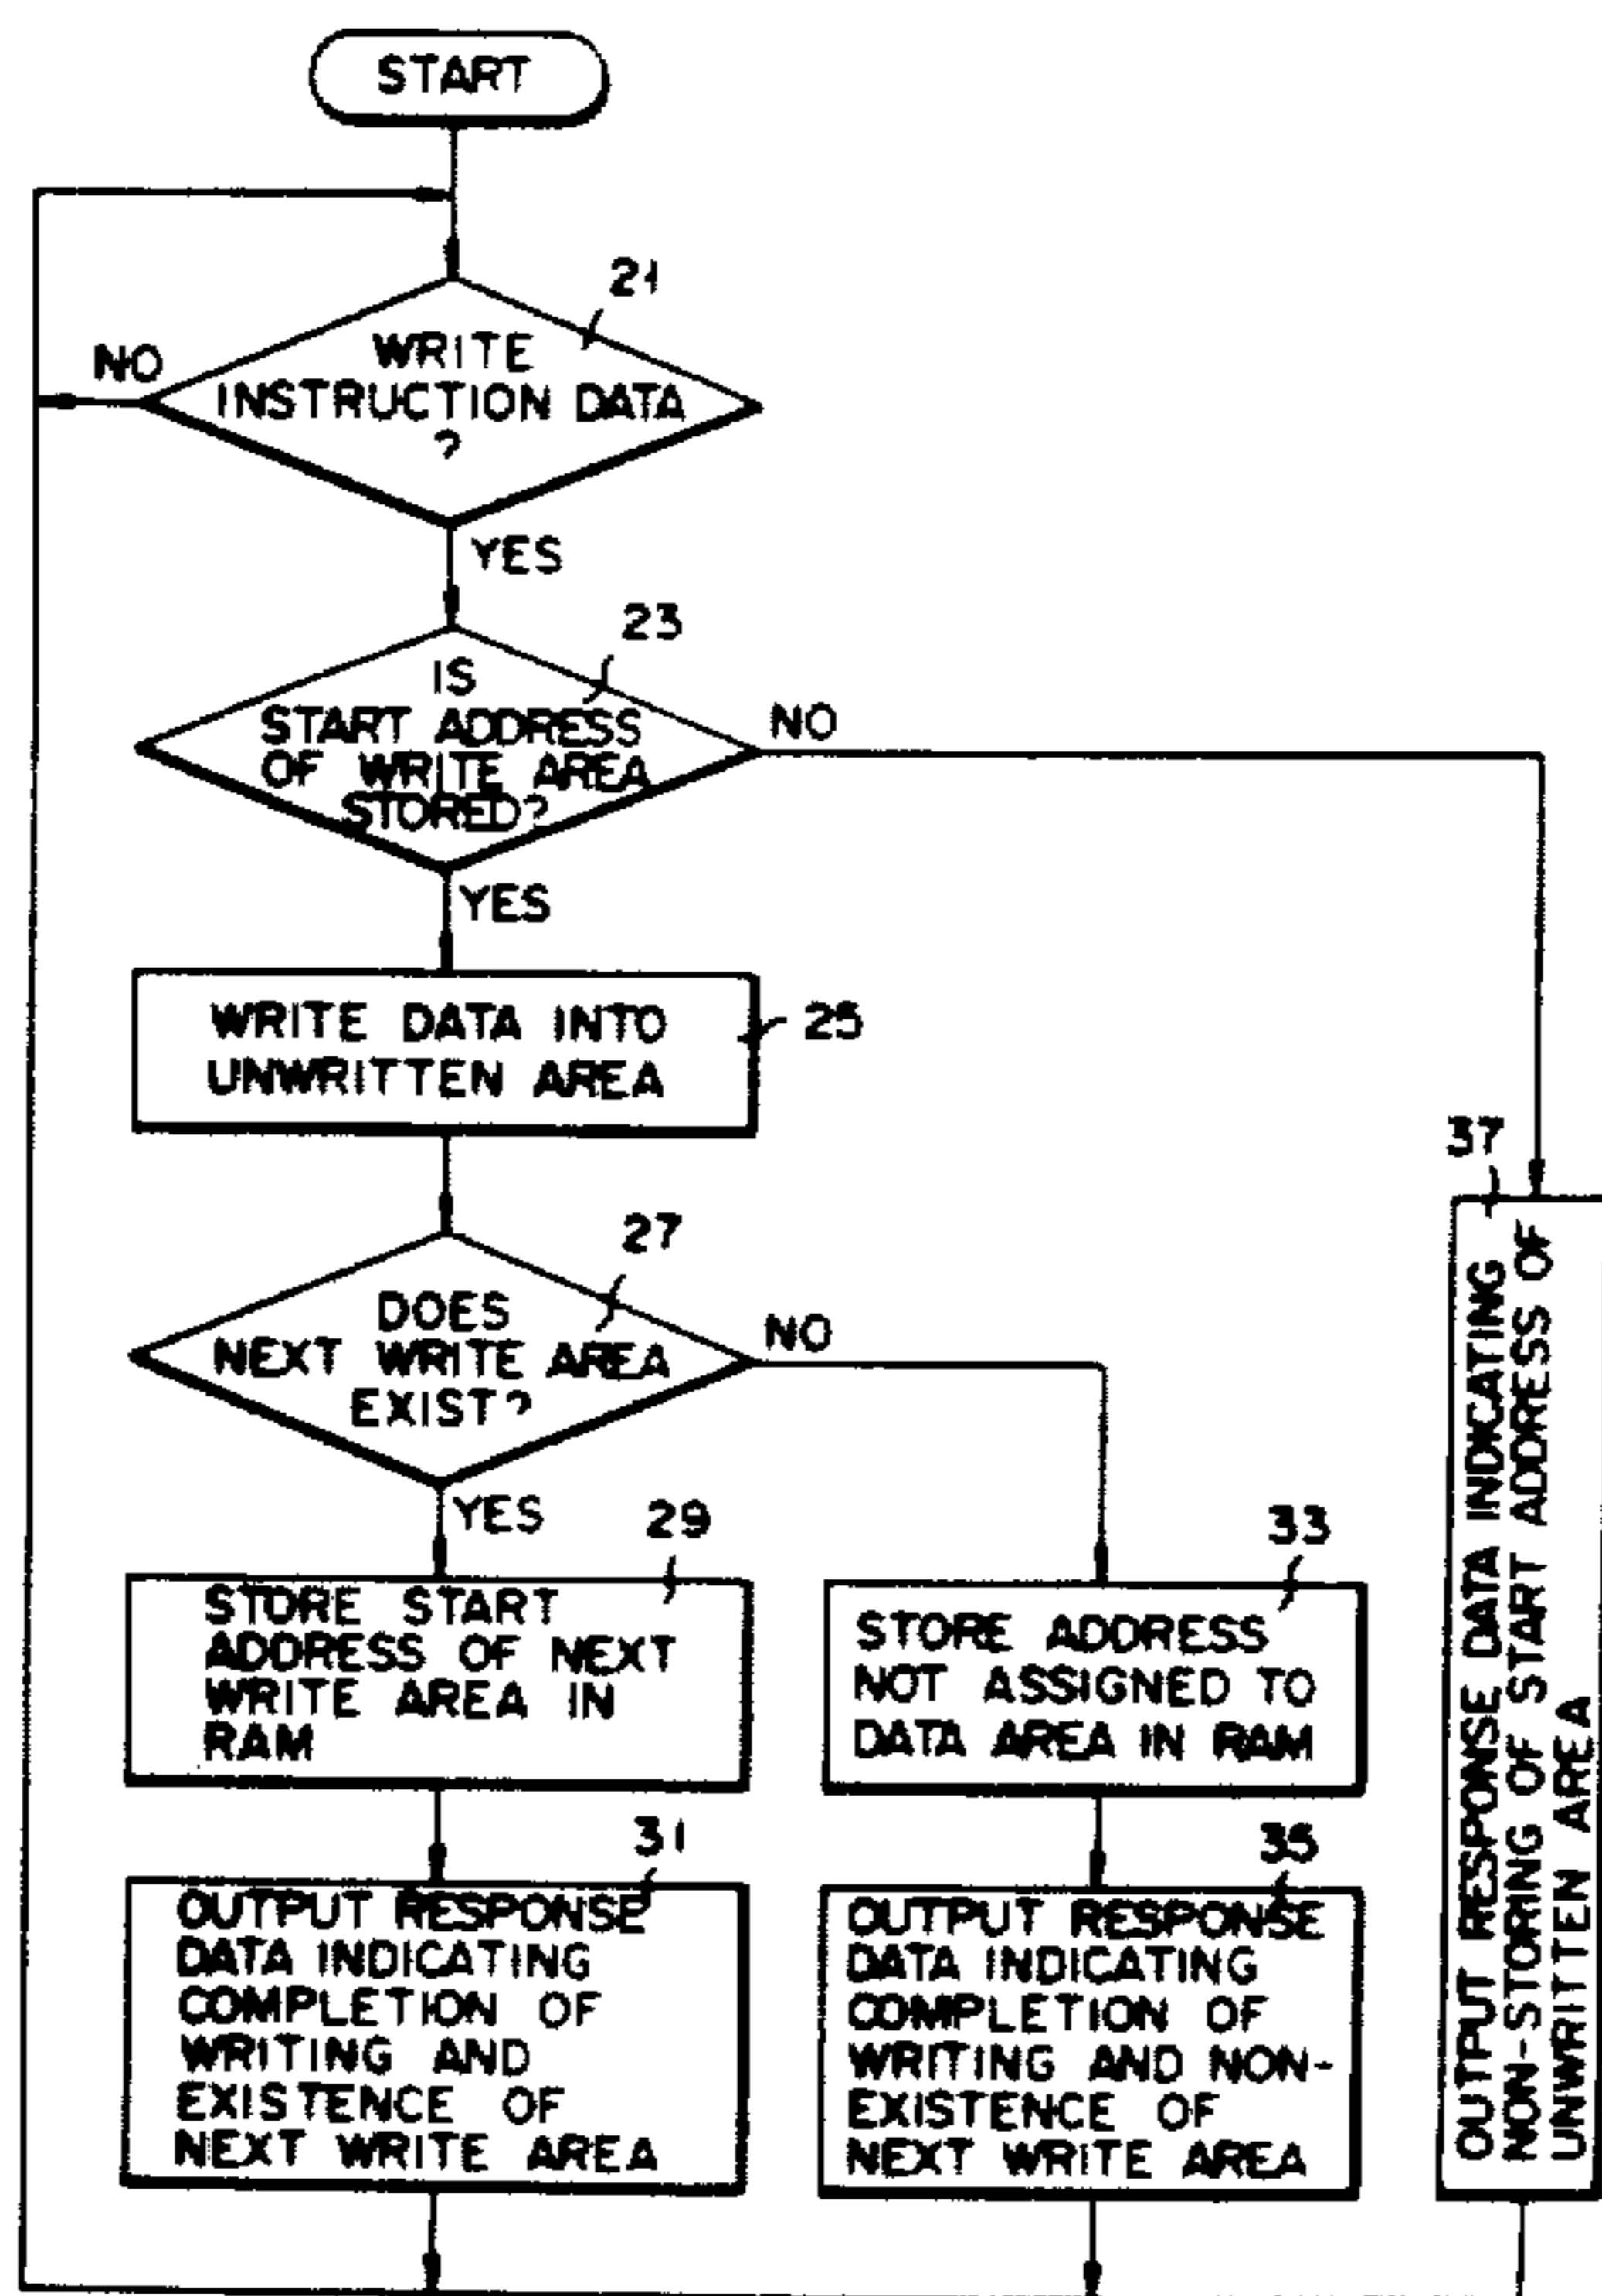 START
21
NO
WRITE
INSTRUCTION DATA
?
YES
23
IS
START ADDRESS
OF WRITE AREA
STORED?
NO
YES
WRITE DATA INTO
UNWRITTEN AREA
25
27
DOES
NEXT WRITE AREA
EXIST?
NO
YES
29
STORE START
ADDRESS OF NEXT
WRITE AREA IN
RAM
33
STORE ADDRESS
NOT ASSIGNED TO
DATA AREA IN RAM
31
OUTPUT RESPONSE
DATA INDICATING
COMPLETION OF
WRITING AND
EXISTENCE OF
NEXT WRITE AREA
35
OUTPUT RESPONSE
DATA INDICATING
COMPLETION OF
WRITING AND NON-
EXISTENCE OF
NEXT WRITE AREA
37
OUTPUT RESPONSE DATA INDICATING
NON-STORING OF START ADDRESS OF
UNWRITTEN AREA